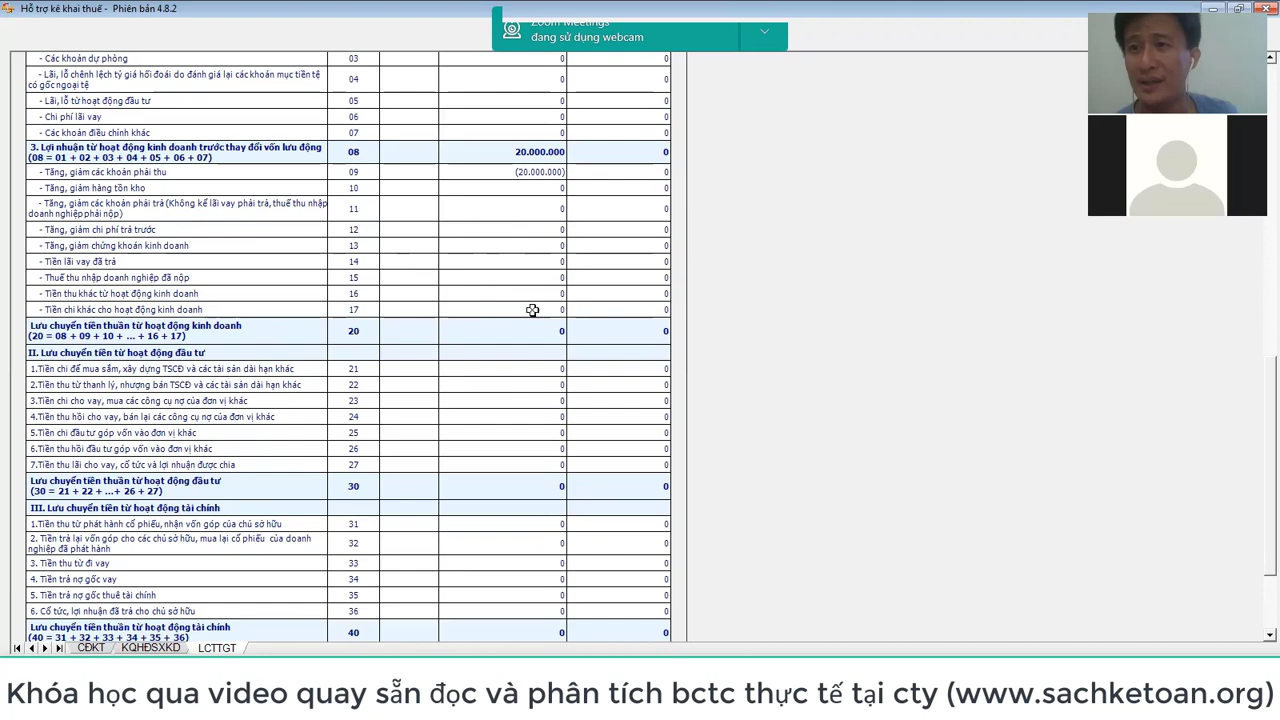 Hỗ trợ kê khai thuế - Phiên bản 4.8.2
Zoom Meetings
đang sử dụng webcam
- Các khoản dự phòng 03 0 0
- Lãi, lỗ chênh lệch tỷ giá hối đoái do đánh giá lại các khoản mục tiền tệ
có gốc ngoại tệ 04 0 0
- Lãi, lỗ từ hoạt động đầu tư 05 0 0
- Chi phí lãi vay 06 0 0
- Các khoản điều chỉnh khác 07 0 0
3. Lợi nhuận từ hoạt động kinh doanh trước thay đổi vốn lưu động
(08 = 01 + 02 + 03 + 04 + 05 + 06 + 07) 08 20.000.000 0
- Tăng, giảm các khoản phải thu 09 (20.000.000) 0
- Tăng, giảm hàng tồn kho 10 0 0
- Tăng, giảm các khoản phải trả (Không kể lãi vay phải trả, thuế thu nhập
doanh nghiệp phải nộp) 11 0 0
- Tăng, giảm chi phí trả trước 12 0 0
- Tăng, giảm chứng khoán kinh doanh 13 0 0
- Tiền lãi vay đã trả 14 0 0
- Thuế thu nhập doanh nghiệp đã nộp 15 0 0
- Tiền thu khác từ hoạt động kinh doanh 16 0 0
- Tiền chi khác cho hoạt động kinh doanh 17 0 0
Lưu chuyển tiền thuần từ hoạt động kinh doanh
(20 = 08 + 09 + 10 + ... + 16 + 17) 20 0 0
II. Lưu chuyển tiền từ hoạt động đầu tư
1.Tiền chi để mua sắm, xây dựng TSCĐ và các tài sản dài hạn khác 21 0 0
2.Tiền thu từ thanh lý, nhượng bán TSCĐ và các tài sản dài hạn khác 22 0 0
3.Tiền chi cho vay, mua các công cụ nợ của đơn vị khác 23 0 0
4.Tiền thu hồi cho vay, bán lại các công cụ nợ của đơn vị khác 24 0 0
5.Tiền chi đầu tư góp vốn vào đơn vị khác 25 0 0
6.Tiền thu hồi đầu tư góp vốn vào đơn vị khác 26 0 0
7.Tiền thu lãi cho vay, cổ tức và lợi nhuận được chia 27 0 0
Lưu chuyển tiền thuần từ hoạt động đầu tư
(30 = 21 + 22 + ...+ 26 + 27) 30 0 0
III. Lưu chuyển tiền từ hoạt động tài chính
1.Tiền thu từ phát hành cổ phiếu, nhận vốn góp của chủ sở hữu 31 0 0
2. Tiền trả lại vốn góp cho các chủ sở hữu, mua lại cổ phiếu của doanh
nghiệp đã phát hành 32 0 0
3. Tiền thu từ đi vay 33 0 0
4. Tiền trả nợ gốc vay 34 0 0
5. Tiền trả nợ gốc thuê tài chính 35 0 0
6. Cổ tức, lợi nhuận đã trả cho chủ sở hữu 36 0 0
Lưu chuyển tiền thuần từ hoạt động tài chính
(40 = 31 + 32 + 33 + 34 + 35 + 36) 40 0 0
CĐKT KQHĐSXKD LCTTGT
Khóa học qua video quay sẵn đọc và phân tích bctc thực tế tại cty (www.sachketoan.org)